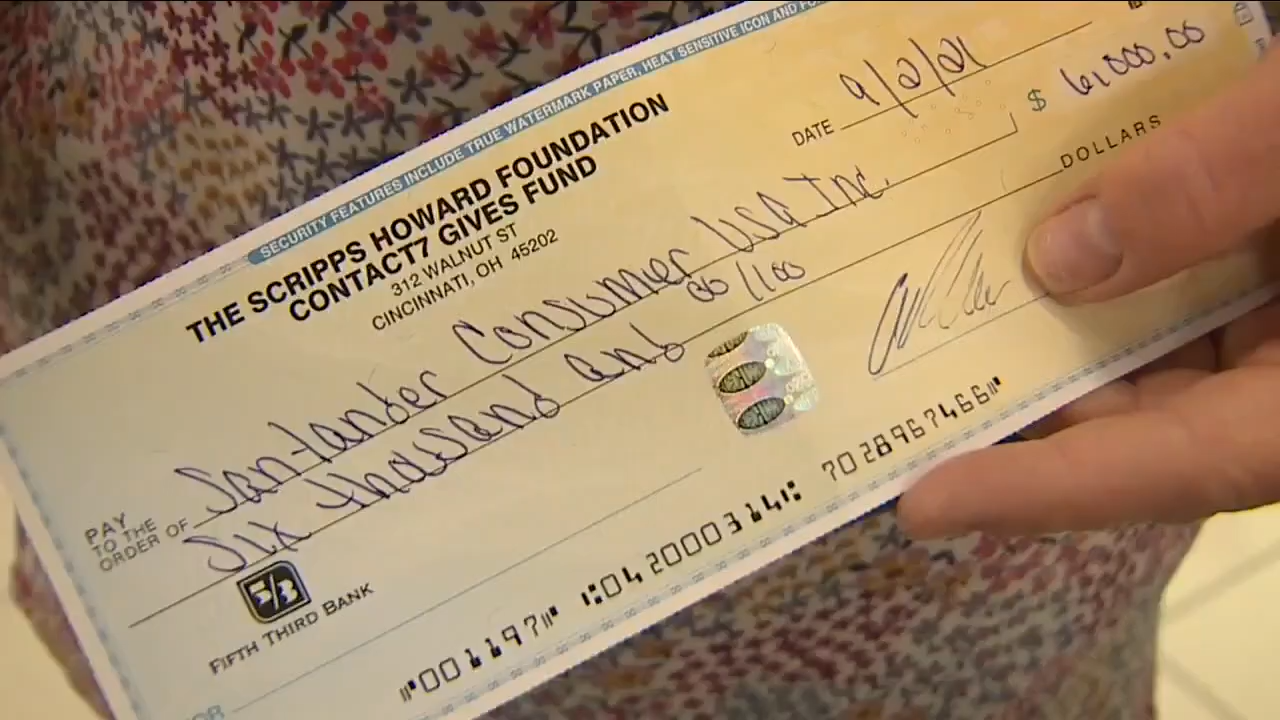 SECURITY FEATURES INCLUDE TRUE WATERMARK PAPER, HEAT SENSITIVE ICON AND
THE SCRIPPS HOWARD FOUNDATION
CONTACT7 GIVES FUND
312 WALNUT ST
CINCINNATI, OH 45202
DATE 9/2/21
PAY TO THE ORDER OF Santander Consumer USA Inc. $ 6,000.00
Six thousand and 00/100 DOLLARS
5/3
FIFTH THIRD BANK
⑈001197⑈ ⑆042000314⑆ 7028967466⑈